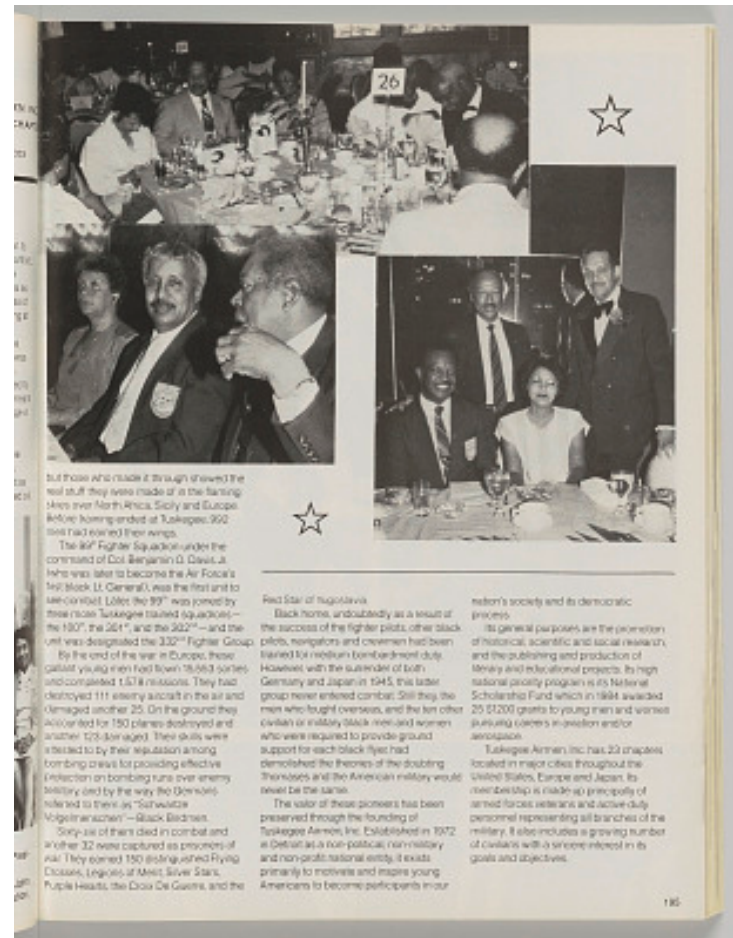 26
but those who made it through showed the
real stuff they were made of in the flaming
skies over North Africa, Sicily and Europe.
Before training ended at Tuskegee, 992
men had earned their wings.
The 99th Fighter Squadron under the
command of Col. Benjamin O. Davis, Jr.
(who was later to become the Air Force's
first black Lt. General), was the first unit to
see combat. Later, the 99th was joined by
three more Tuskegee trained squadrons—
the 100th, the 301st, and the 302nd—and the
unit was designated the 332nd Fighter Group.
By the end of the war in Europe, these
gallant young men had flown 15,553 sorties
and completed 1,578 missions. They had
destroyed 111 enemy aircraft in the air and
damaged another 25. On the ground they
accounted for 150 planes destroyed and
another 123 damaged. Their skills were
attested to by their reputation among
bombing crews for providing effective
protection on bombing runs over enemy
territory, and by the way the Germans
referred to them as "Schwartze
Vogelmenschen"—Black Birdmen.
Sixty-six of them died in combat and
another 32 were captured as prisoners of
war. They earned 150 distinguished Flying
Crosses, Legions of Merit, Silver Stars,
Purple Hearts, the Croix De Guerre, and the
Red Star of Yugoslavia.
Back home, undoubtedly as a result of
the success of the fighter pilots, other black
pilots, navigators and crewmen had been
trained for medium bombardment duty.
However, with the surrender of both
Germany and Japan in 1945, this latter
group never entered combat. Still they, the
men who fought overseas, and the ten other
civilian or military black men and women
who were required to provide ground
support for each black flyer, had
demolished the theories of the doubting
Thomases and the American military would
never be the same.
The valor of these pioneers has been
preserved through the founding of
Tuskegee Airmen, Inc. Established in 1972
in Detroit as a non-political, non-military
and non-profit national entity, it exists
primarily to motivate and inspire young
Americans to become participants in our
nation's society and its democratic
process.
Its general purposes are the promotion
of historical, scientific and social research,
and the publishing and production of
literary and educational projects. Its high
national priority program is its National
Scholarship Fund which in 1984 awarded
25 $1200 grants to young men and women
pursuing careers in aviation and/or
aerospace.
Tuskegee Airmen, Inc. has 23 chapters
located in major cities throughout the
United States, Europe and Japan. Its
membership is made up principally of
armed forces veterans and active duty
personnel representing all branches of the
military. It also includes a growing number
of civilians with a sincere interest in its
goals and objectives.
195